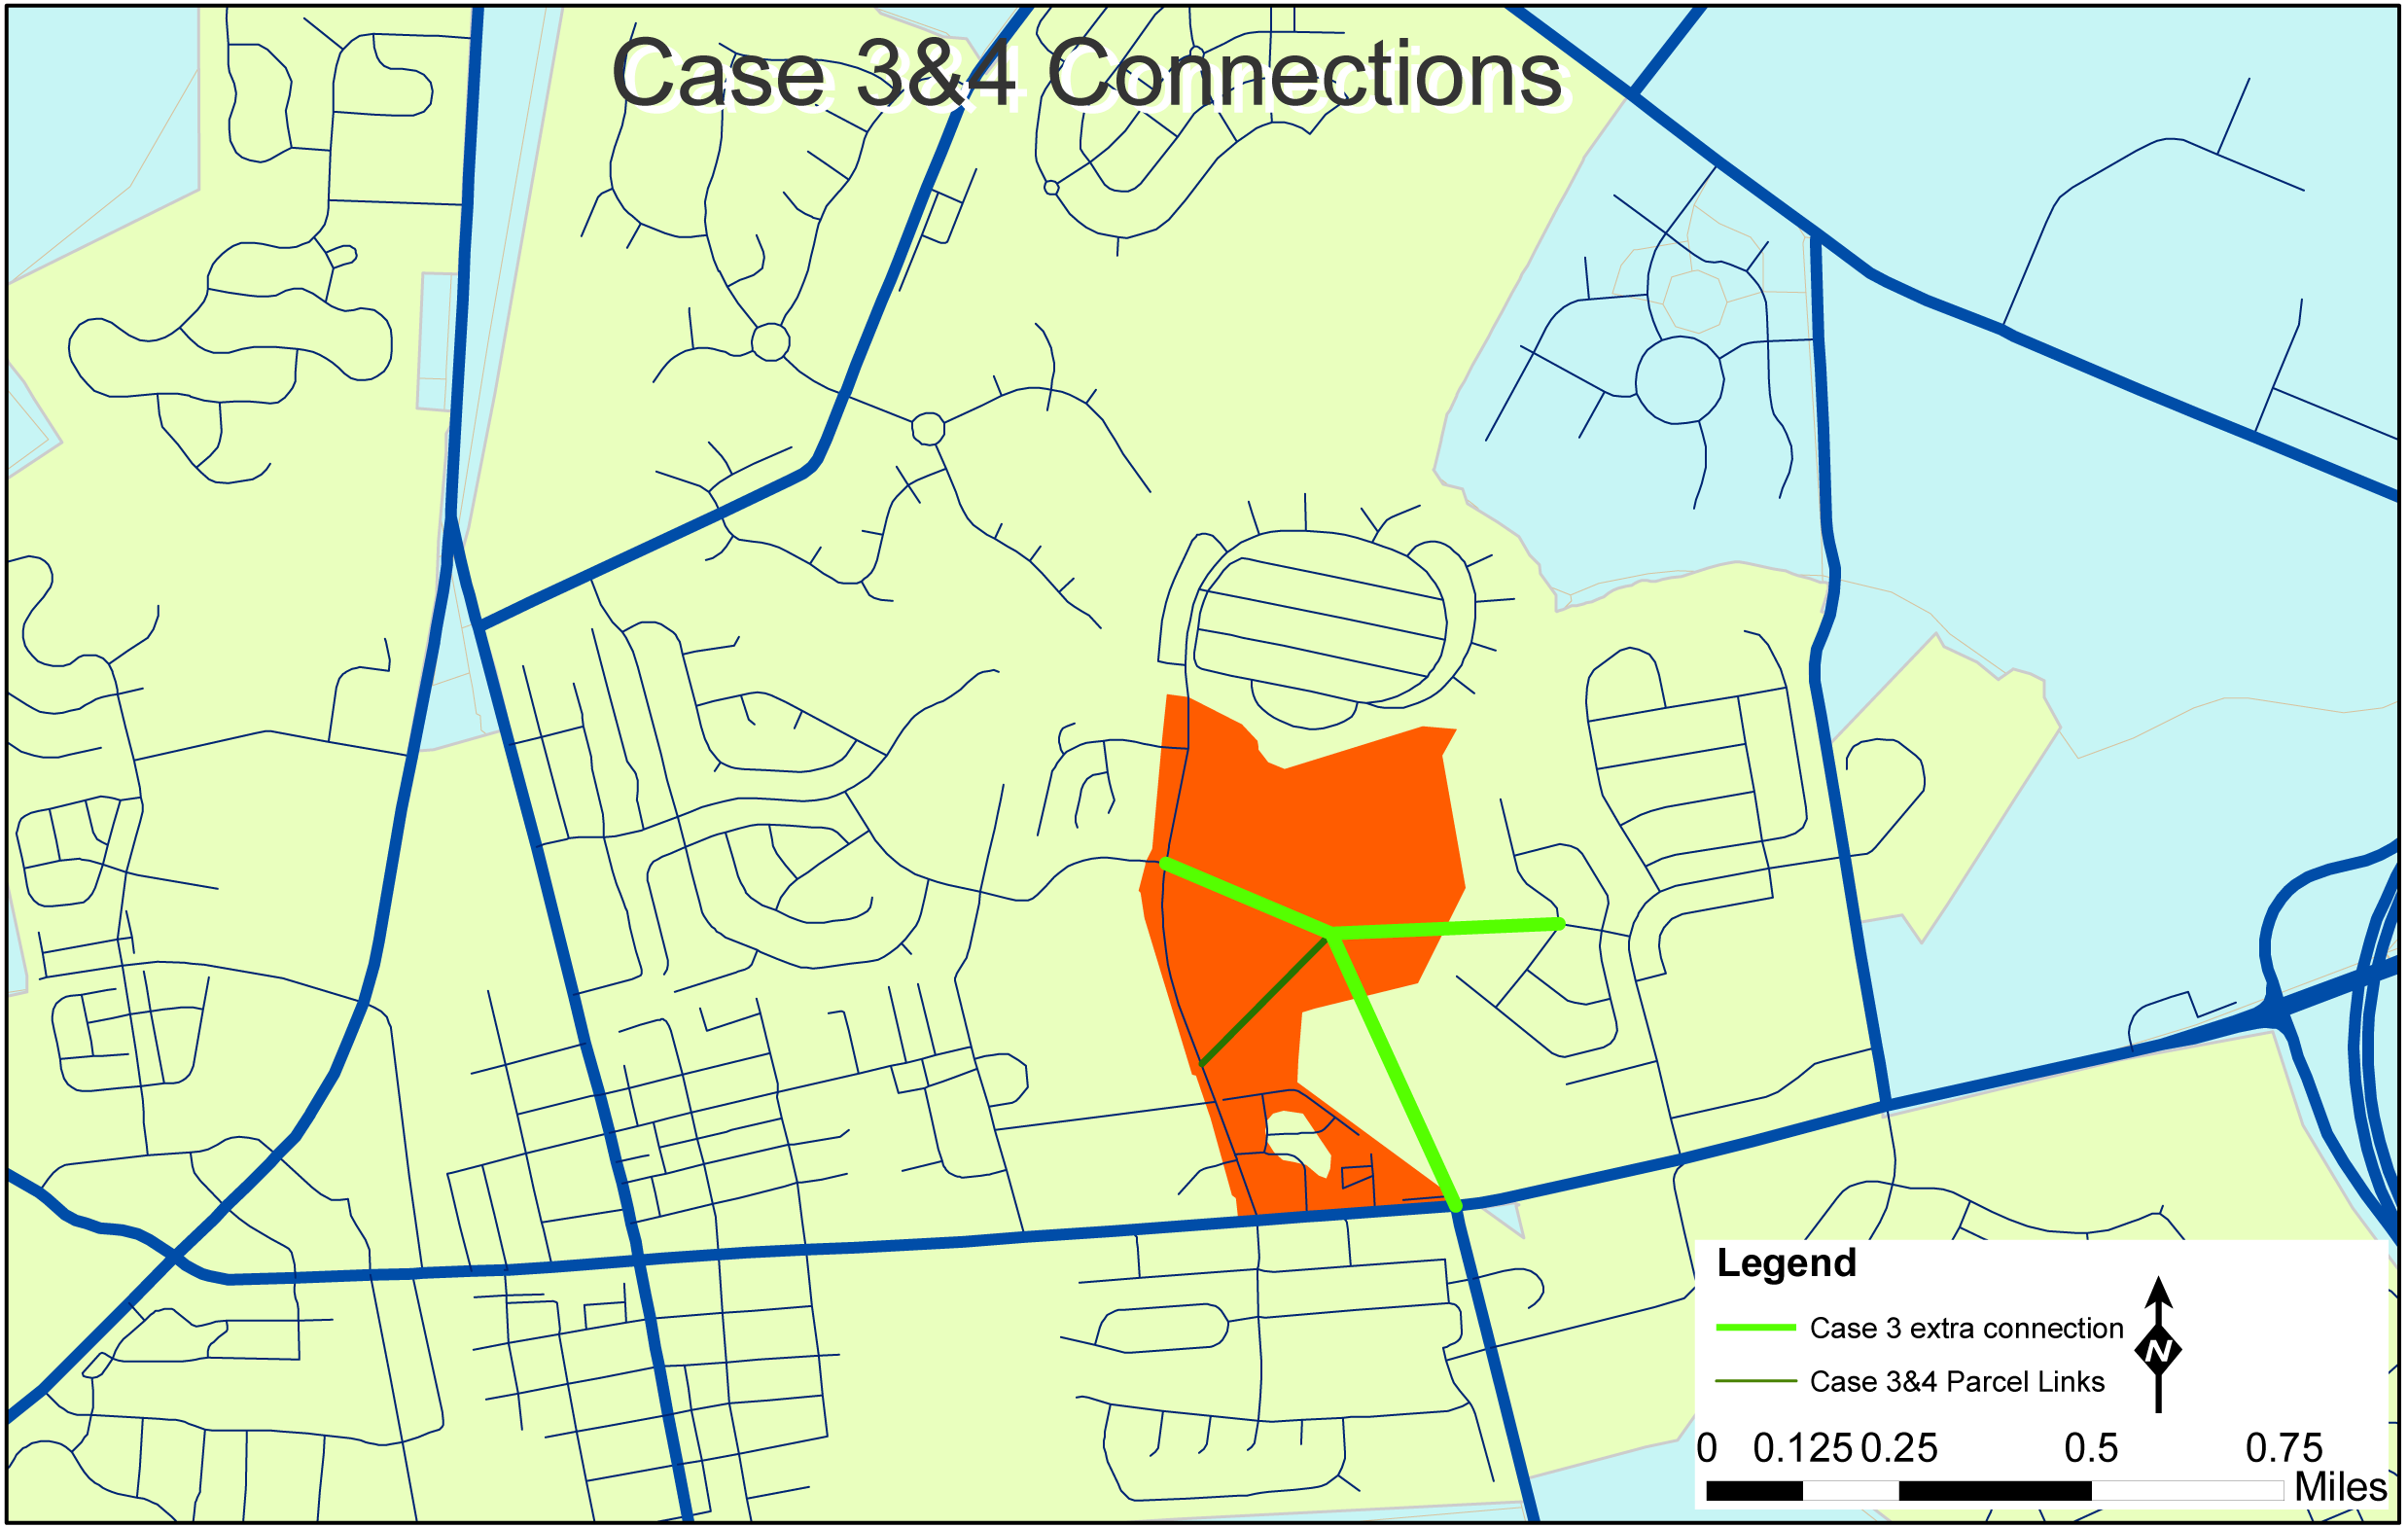 Case 3&4 Connections
Legend
Case 3 extra connection
Case 3&4 Parcel Links
N
0 0.125 0.25 0.5 0.75
Miles